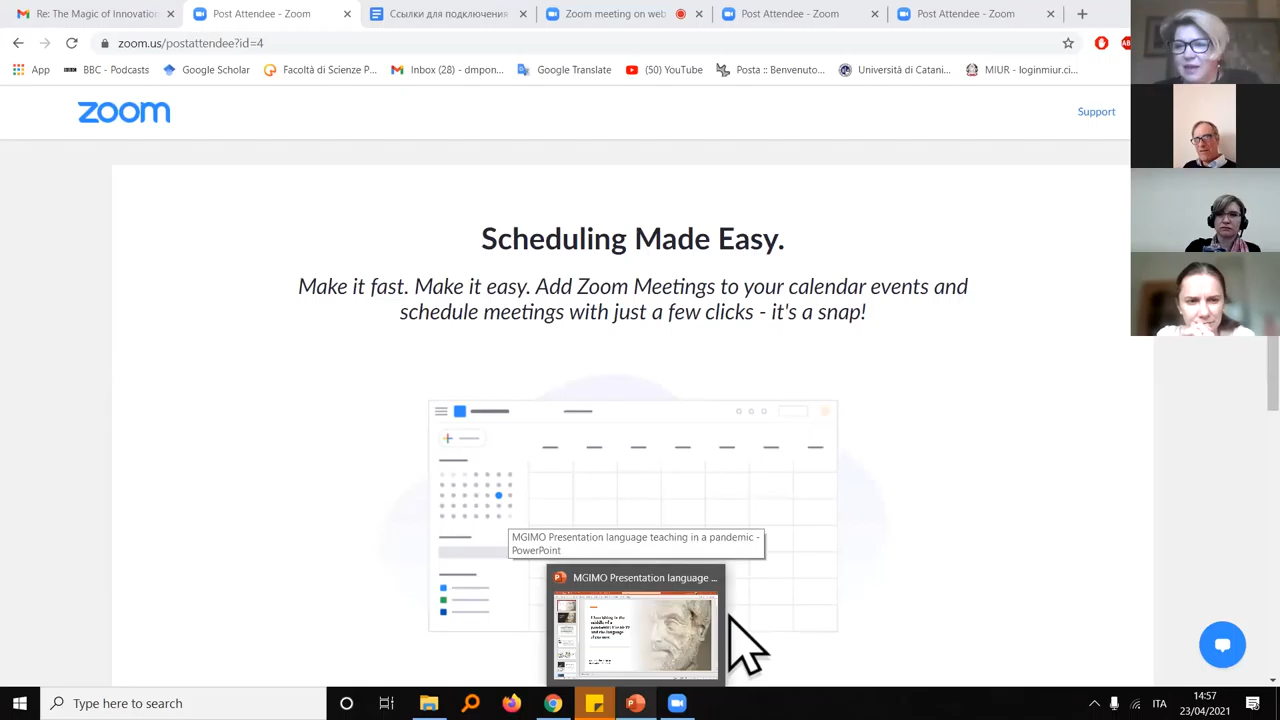 Re: The Magic of Innovation
Post Attendee - Zoom
Ссылки для подключения
Zoom meeting on web
Post Attendee - Zoom
Post Attendee - Zoom
zoom.us/postattendee?id=4
App
BBC - Podcasts
Google Scholar
Facoltà di Scienze P...
Inbox (28) - dmpom...
Google Translate
(50) YouTube
Posta :: Benvenuto...
Università di Catani...
MIUR - loginmiur.ci...
zoom
Support
Scheduling Made Easy.
Make it fast. Make it easy. Add Zoom Meetings to your calendar events and
schedule meetings with just a few clicks - it's a snap!
MGIMO Presentation language teaching in a pandemic -
PowerPoint
MGIMO Presentation language ...
Type here to search
ITA
14:57
23/04/2021